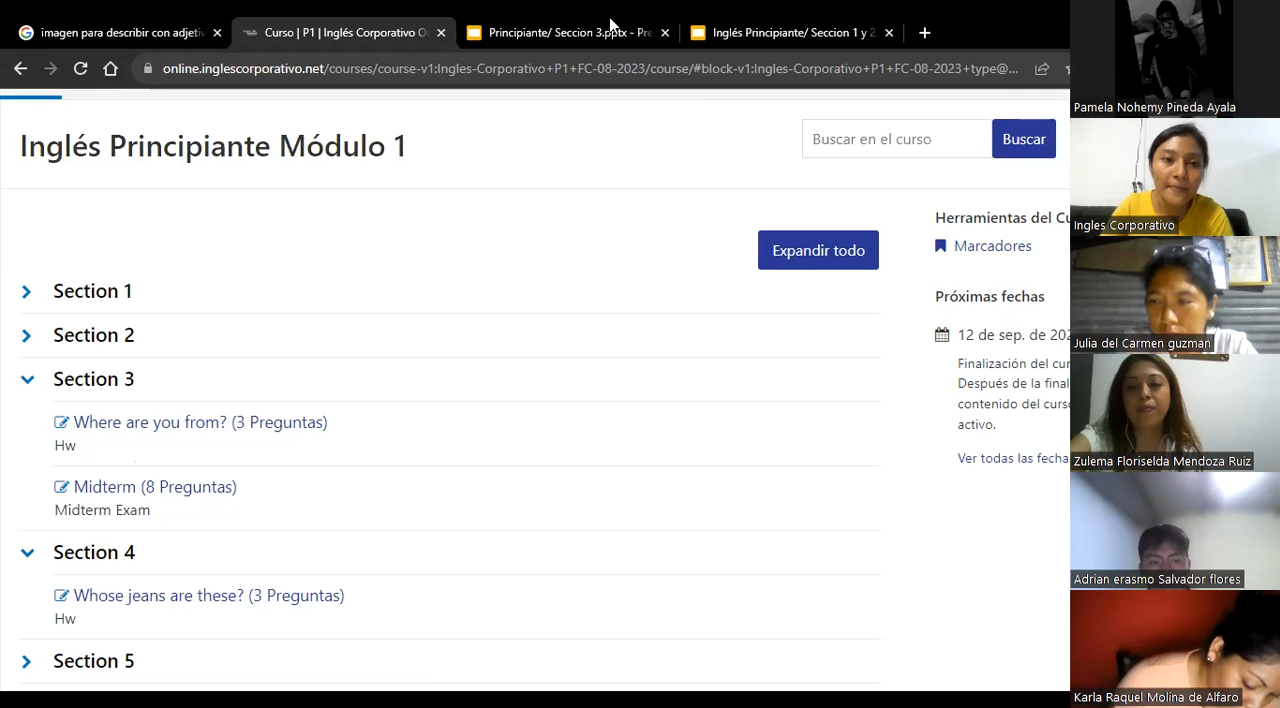 imagen para describir con adjetiv
Curso | P1 | Inglés Corporativo O
Principiante/ Seccion 3.pptx - Pre
Inglés Principiante/ Seccion 1 y 2
online.inglescorporativo.net/courses/course-v1:Ingles-Corporativo+P1+FC-08-2023/course/#block-v1:Ingles-Corporativo+P1+FC-08-2023+type@...
Inglés Principiante Módulo 1
Buscar en el curso
Buscar
Expandir todo
Section 1
Section 2
Section 3
Where are you from? (3 Preguntas)
Hw
Midterm (8 Preguntas)
Midterm Exam
Section 4
Whose jeans are these? (3 Preguntas)
Hw
Section 5
Herramientas del Cu
Marcadores
Próximas fechas
12 de sep. de 202
Finalización del cur
Después de la final
contenido del curso
activo.
Ver todas las fecha
Pamela Nohemy Pineda Ayala
Ingles Corporativo
Julia del Carmen guzman
Zulema Floriselda Mendoza Ruiz
Adrian erasmo Salvador flores
Karla Raquel Molina de Alfaro